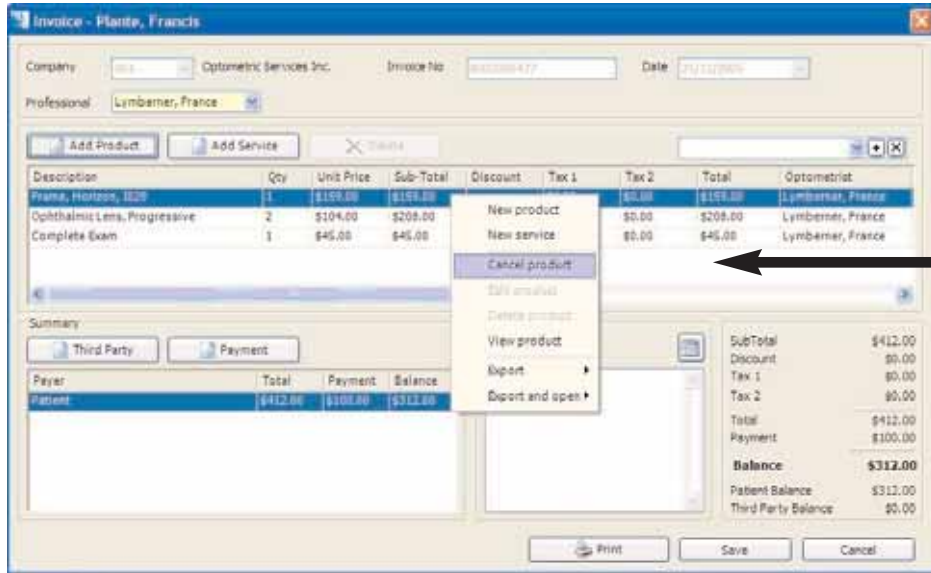 Invoice - Plante, Francis
Company Optometric Services Inc. Invoice No Date
Professional Lymberner, France
Add Product Add Service
Description Qty Unit Price Sub-Total Discount Tax 1 Tax 2 Total Optometrist
Frame, Horizon, 1 $159.00 $159.00 $0.00 $159.00 Lymberner, France
Ophthalmic Lens, Progressive 2 $104.00 $208.00 $0.00 $208.00 Lymberner, France
Complete Exam 1 $45.00 $45.00 $0.00 $45.00 Lymberner, France
New product
New service
Cancel product
Edit product
Delete product
View product
Export
Export and open
Summary
Third Party Payment
Payer Total Payment Balance
Patient $412.00 $100.00 $312.00
SubTotal $412.00
Discount $0.00
Tax 1 $0.00
Tax 2 $0.00
Total $412.00
Payment $100.00
Balance $312.00
Patient Balance $312.00
Third Party Balance $0.00
Print Save Cancel